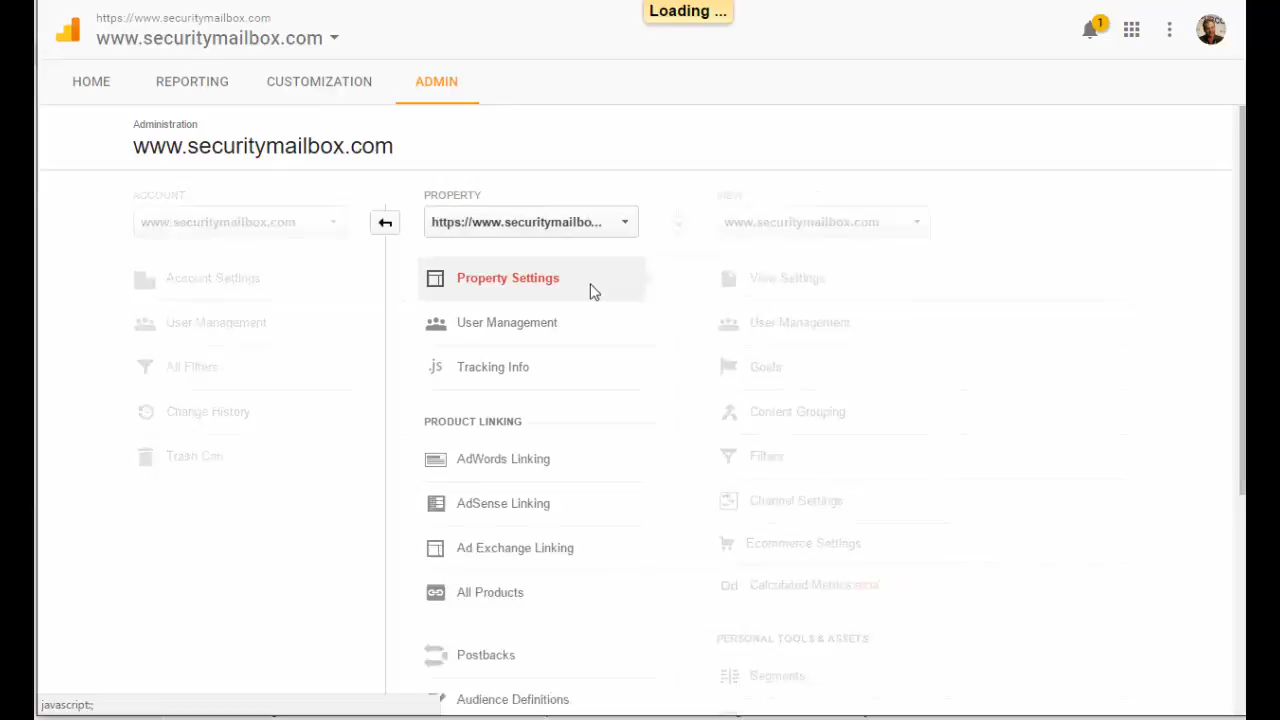 Loading ...
https://www.securitymailbox.com
www.securitymailbox.com
1
HOME
REPORTING
CUSTOMIZATION
ADMIN
Administration
www.securitymailbox.com
ACCOUNT
www.securitymailbox.com
Account Settings
User Management
All Filters
Change History
Trash Can
PROPERTY
https://www.securitymailbo...
Property Settings
User Management
.js Tracking Info
PRODUCT LINKING
AdWords Linking
AdSense Linking
Ad Exchange Linking
All Products
Postbacks
Audience Definitions
VIEW
www.securitymailbox.com
View Settings
User Management
Goals
Content Grouping
Filters
Channel Settings
Ecommerce Settings
Dd Calculated Metrics
PERSONAL TOOLS & ASSETS
Segments
javascript:;